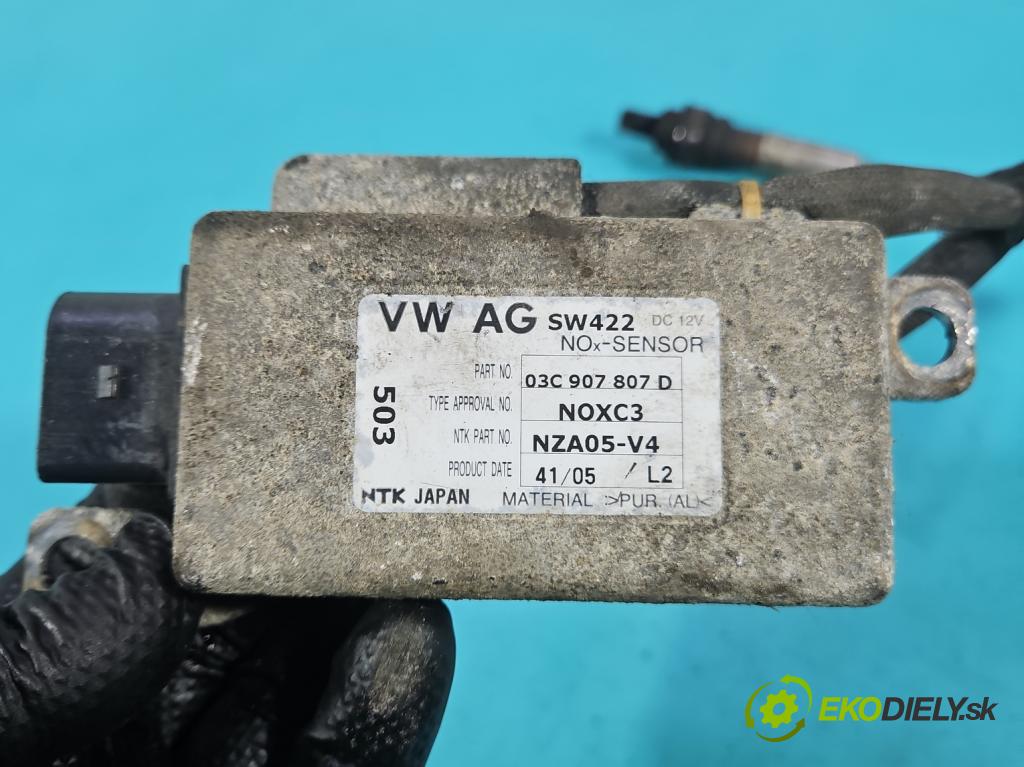 VW AG SW422 DC 12V
NOx-SENSOR
PART NO. 03C 907 807 D
TYPE APPROVAL NO. NOXC3
NTK PART NO. NZA05-V4
PRODUCT DATE 41/05 / L2
NTK JAPAN MATERIAL >PUR. (AL)<
503
EKODIELY.sk